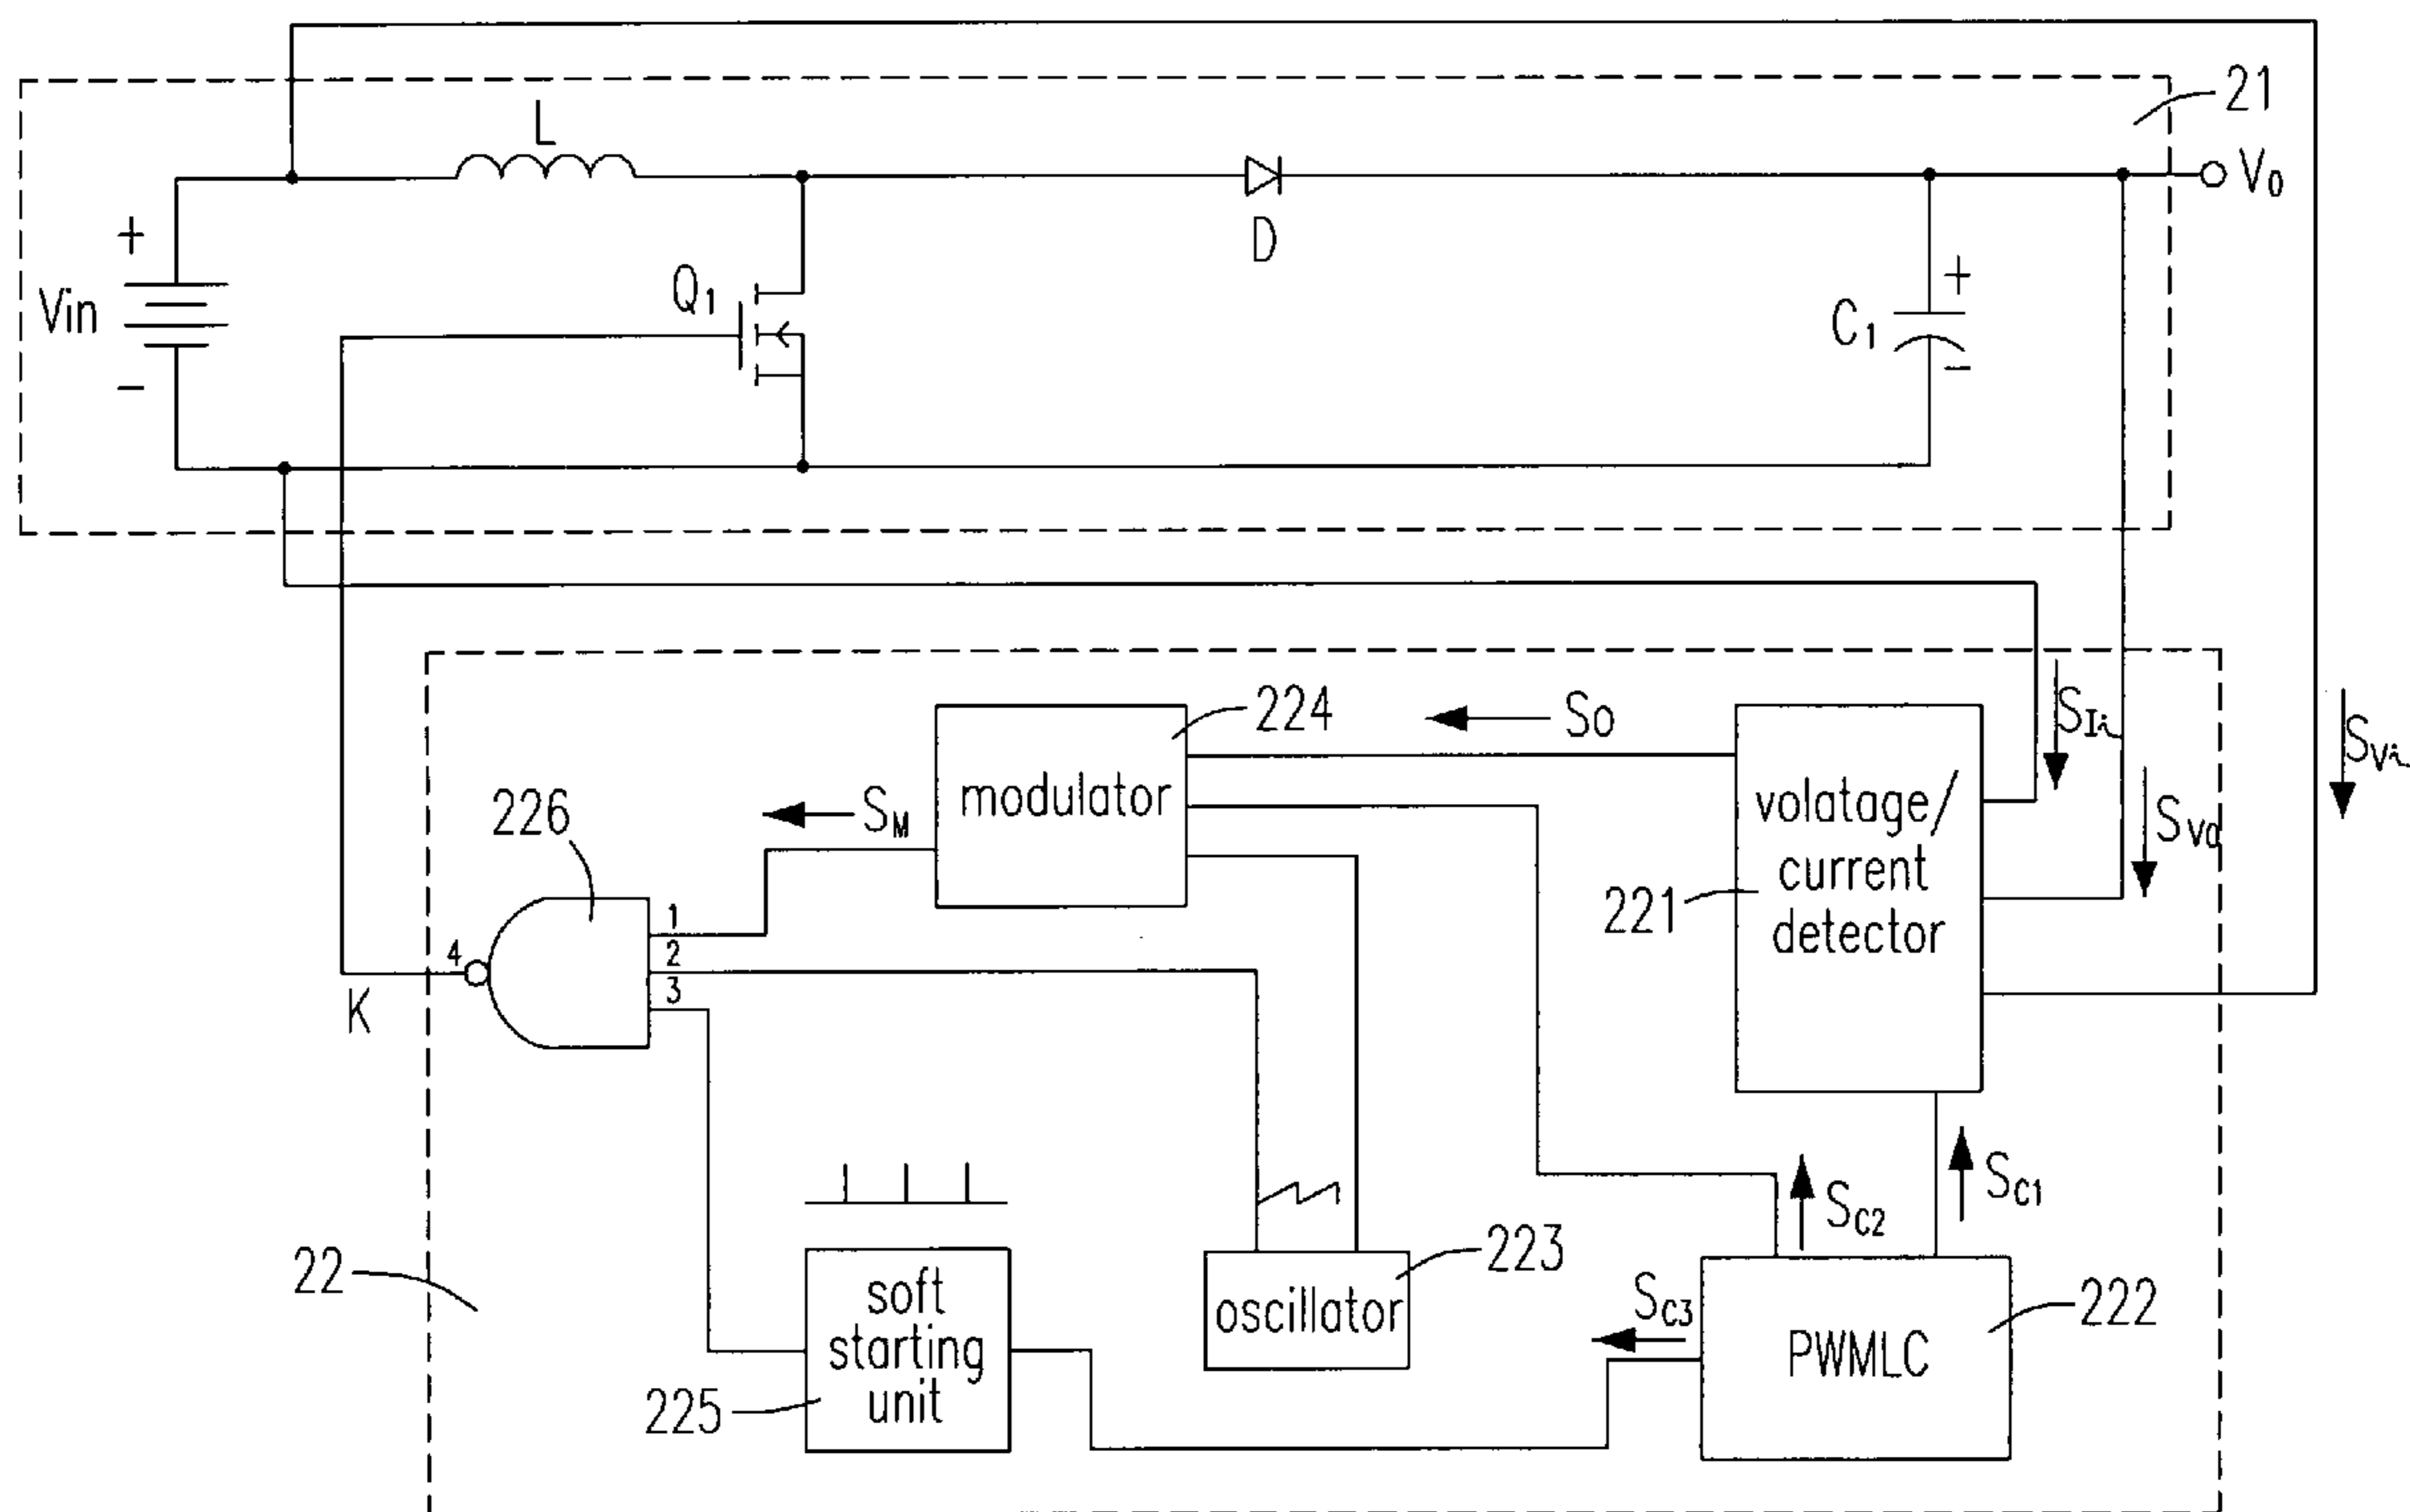 21
L
V0
+
D
Vin
Q1
+
C1
-
-
224
So
SIi
SVi
modulator
volatage/
current
detector
226
SM
SVo
221
1
4
2
3
K
SC1
SC2
223
22
soft
starting
unit
oscillator
SC3
222
PWMLC
225